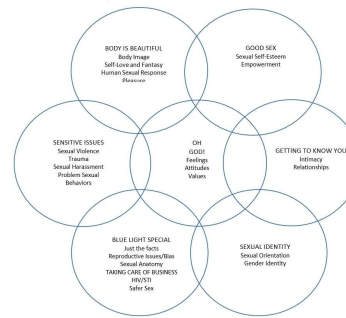 BODY IS BEAUTIFUL
Body Image
Self-Love and Fantasy
Human Sexual Response
Pleasure
GOOD SEX
Sexual Self-Esteem
Empowerment
SENSITIVE ISSUES
Sexual Violence
Trauma
Sexual Harassment
Problem Sexual
Behaviors
OH
GOD!
Feelings
Attitudes
Values
GETTING TO KNOW YOU
Intimacy
Relationships
BLUE LIGHT SPECIAL
Just the facts
Reproductive Issues/Bias
Sexual Anatomy
TAKING CARE OF BUSINESS
HIV/STI
Safer Sex
SEXUAL IDENTITY
Sexual Orientation
Gender Identity